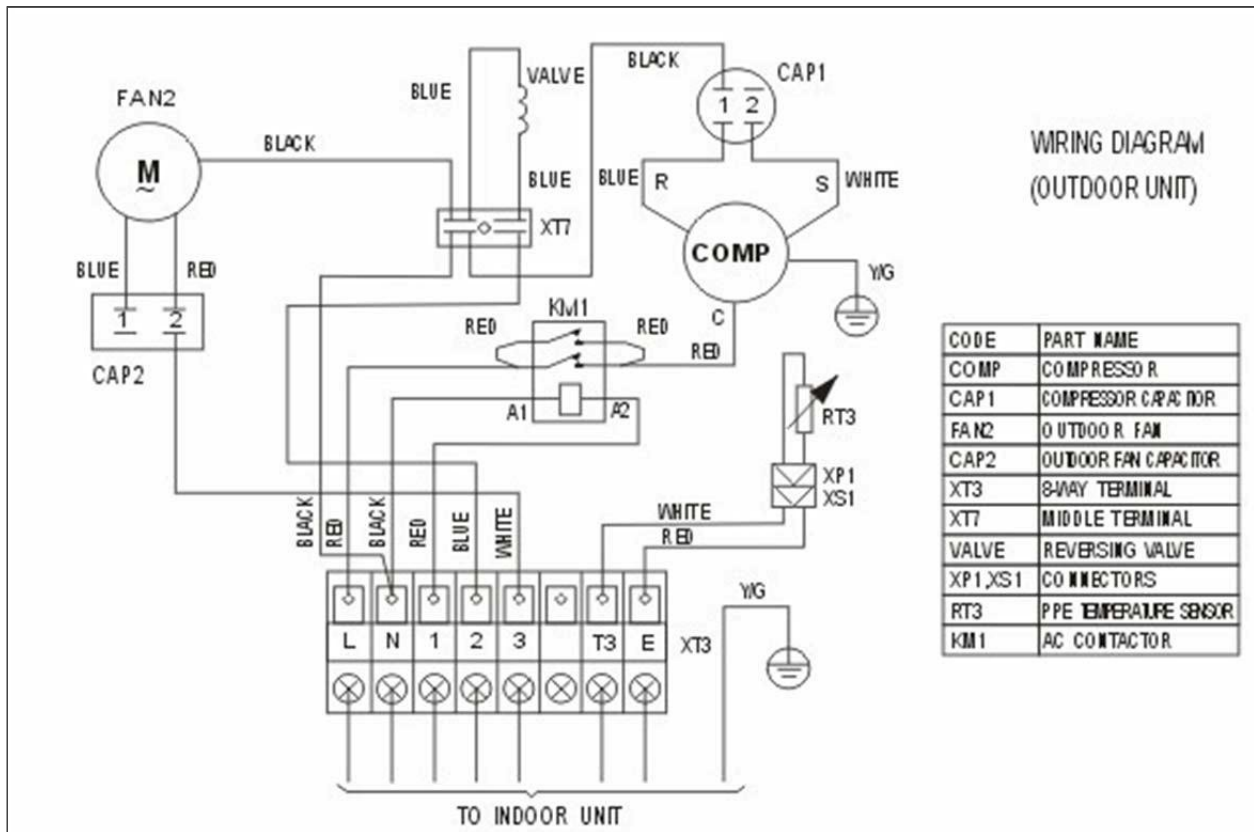 WIRING DIAGRAM
(OUTDOOR UNIT)
FAN2
M
~
BLACK
BLUE
VALVE
BLUE
XT7
BLACK
CAP1
1 2
BLUE
R
S
WHITE
COMP
Y/G
C
BLUE
RED
1 2
CAP2
KM1
RED
RED
RED
A1
A2
RT3
XP1
XS1
WHITE
RED
BLACK
RED
BLACK
RED
BLUE
WHITE
Y/G
L N 1 2 3 T3 E
XT3
TO INDOOR UNIT
CODE PART NAME
COMP COMPRESSOR
CAP1 COMPRESSOR CAPACITOR
FAN2 OUTDOOR FAN
CAP2 OUTDOOR FAN CAPACITOR
XT3 8-WAY TERMINAL
XT7 MIDDLE TERMINAL
VALVE REVERSING VALVE
XP1,XS1 CONNECTORS
RT3 PPE TEMPERATURE SENSOR
KM1 AC CONTACTOR